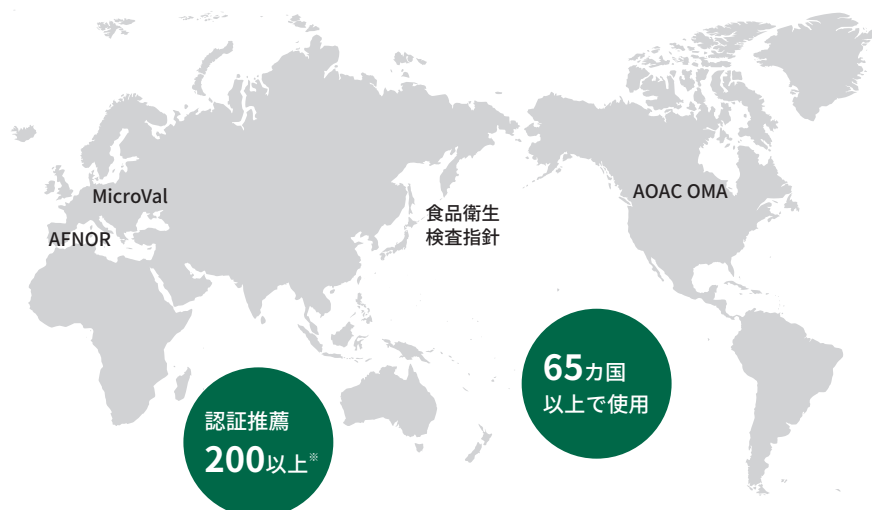 MicroVal
AFNOR
食品衛生
検査指針
AOAC OMA
65カ国
以上で使用
認証推薦
200以上※